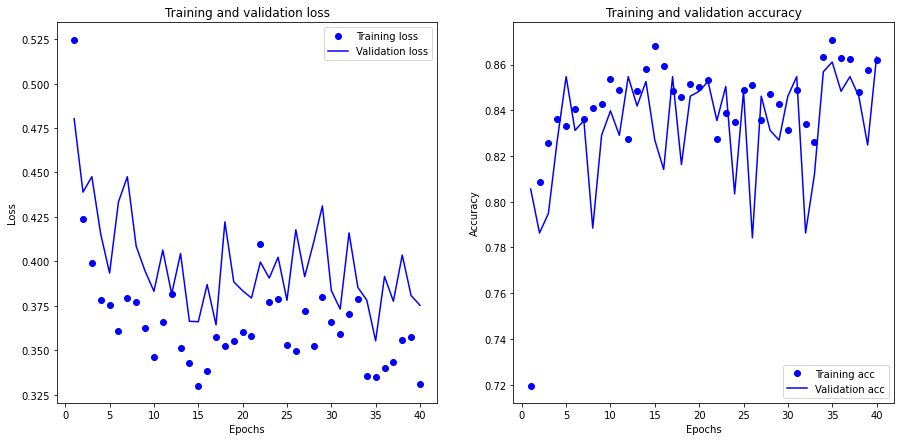 Training and validation loss
0.525
0.500
0.475
0.450
0.425
0.400
0.375
0.350
0.325
Loss
Training loss
Validation loss
0 5 10 15 20 25 30 35 40
Epochs
Training and validation accuracy
0.86
0.84
0.82
0.80
0.78
0.76
0.74
0.72
Accuracy
Training acc
Validation acc
0 5 10 15 20 25 30 35 40
Epochs